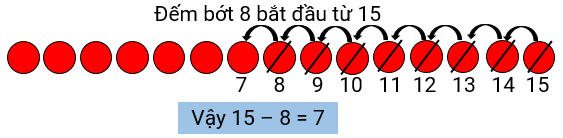 Đếm bớt 8 bắt đầu từ 15
7 8 9 10 11 12 13 14 15
Vậy 15 – 8 = 7